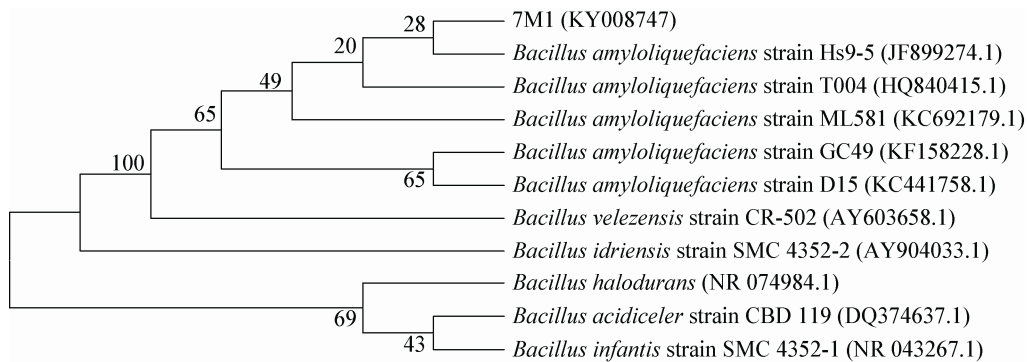 28
7M1 (KY008747)
20
Bacillus amyloliquefaciens strain Hs9-5 (JF899274.1)
49
Bacillus amyloliquefaciens strain T004 (HQ840415.1)
65
Bacillus amyloliquefaciens strain ML581 (KC692179.1)
Bacillus amyloliquefaciens strain GC49 (KF158228.1)
100
65
Bacillus amyloliquefaciens strain D15 (KC441758.1)
Bacillus velezensis strain CR-502 (AY603658.1)
Bacillus idriensis strain SMC 4352-2 (AY904033.1)
Bacillus halodurans (NR 074984.1)
69
Bacillus acidiceler strain CBD 119 (DQ374637.1)
43
Bacillus infantis strain SMC 4352-1 (NR 043267.1)